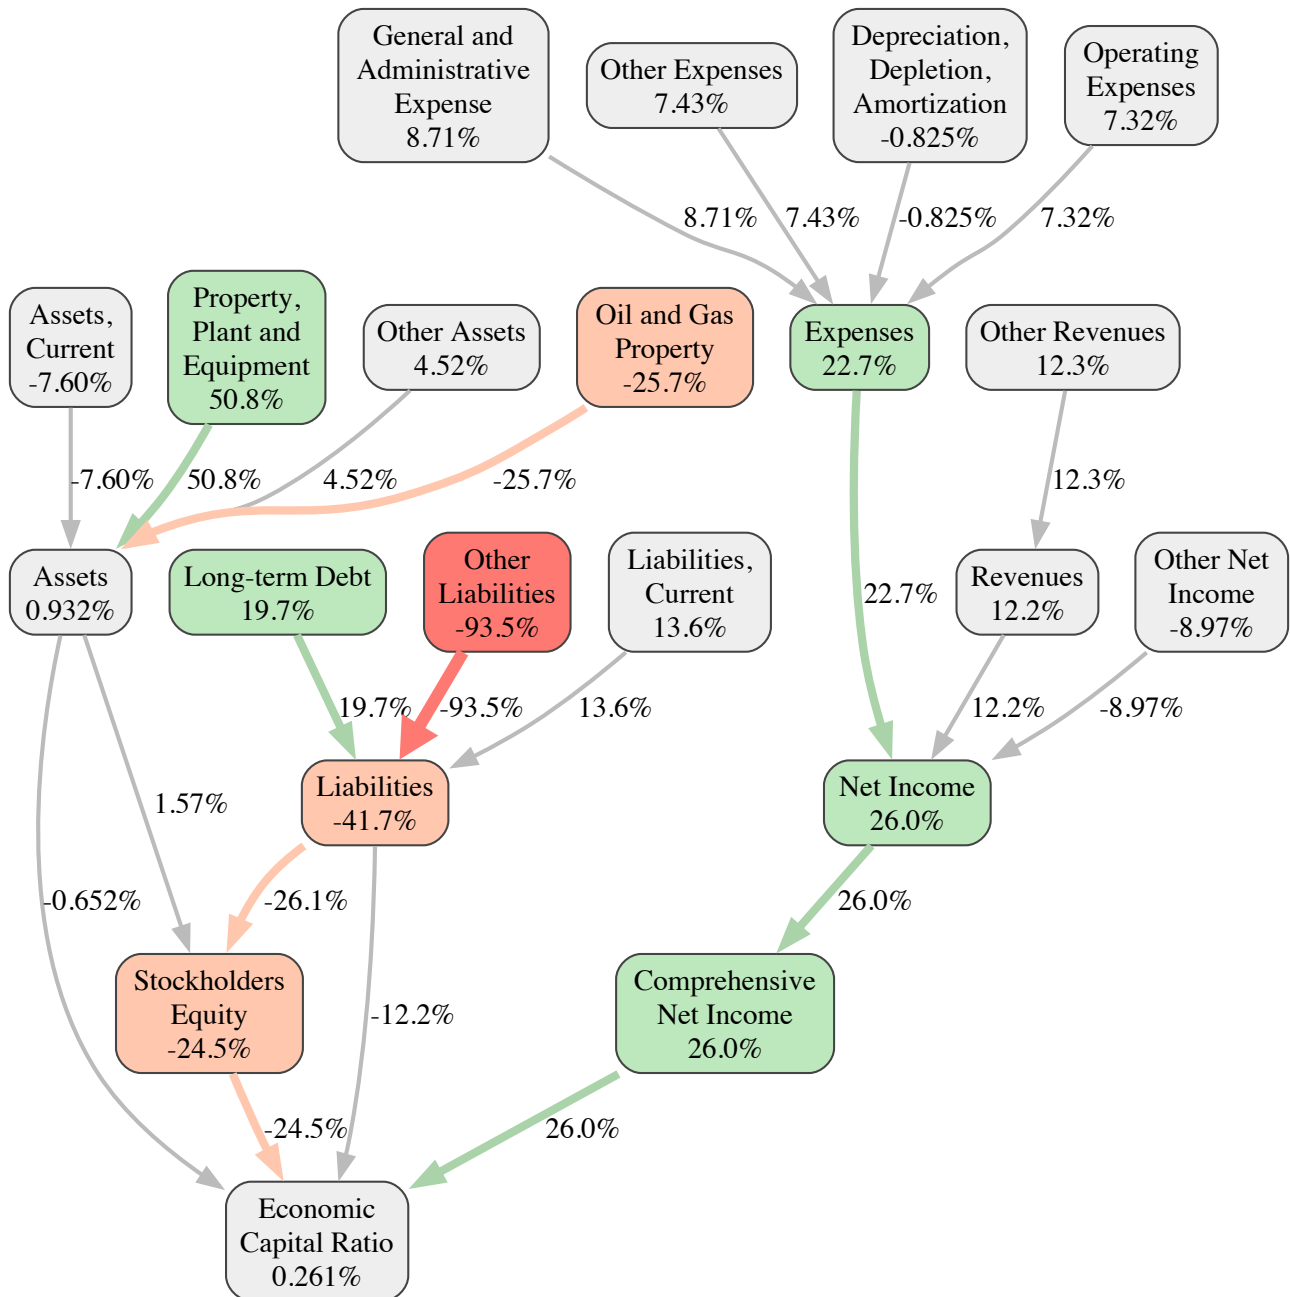 General and
Administrative
Expense
8.71%
Other Expenses
7.43%
Depreciation,
Depletion,
Amortization
-0.825%
Operating
Expenses
7.32%
8.71%
7.43%
-0.825%
7.32%
Assets,
Current
-7.60%
Property,
Plant and
Equipment
50.8%
Other Assets
4.52%
Oil and Gas
Property
-25.7%
Expenses
22.7%
Other Revenues
12.3%
-7.60%
50.8%
4.52%
-25.7%
12.3%
Assets
0.932%
Long-term Debt
19.7%
Other
Liabilities
-93.5%
Liabilities,
Current
13.6%
22.7%
Revenues
12.2%
Other Net
Income
-8.97%
19.7%
-93.5%
13.6%
12.2%
-8.97%
Liabilities
-41.7%
Net Income
26.0%
1.57%
-0.652%
-26.1%
26.0%
Stockholders
Equity
-24.5%
-12.2%
Comprehensive
Net Income
26.0%
-24.5%
26.0%
Economic
Capital Ratio
0.261%